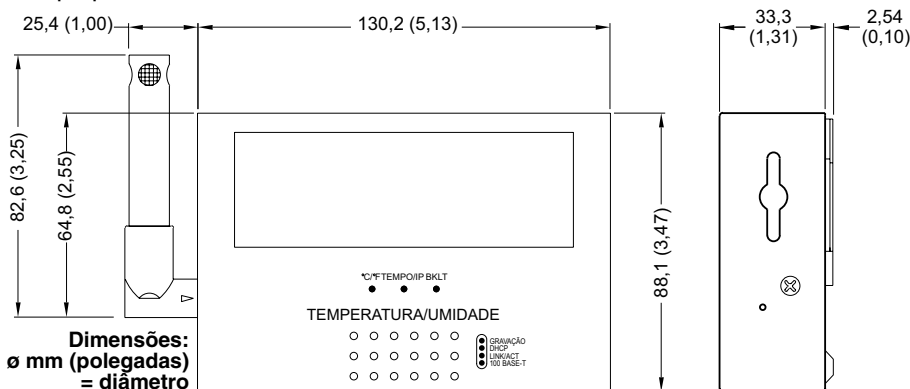 25,4 (1,00)
130,2 (5,13)
33,3
(1,31)
2,54
(0,10)
82,6 (3,25)
64,8 (2,55)
88,1 (3,47)
°C/°F TEMPO/IP BKLT
TEMPERATURA/UMIDADE
GRAVAÇÃO
DHCP
LINK/ACT
100 BASE-T
Dimensões:
ø mm (polegadas)
= diâmetro